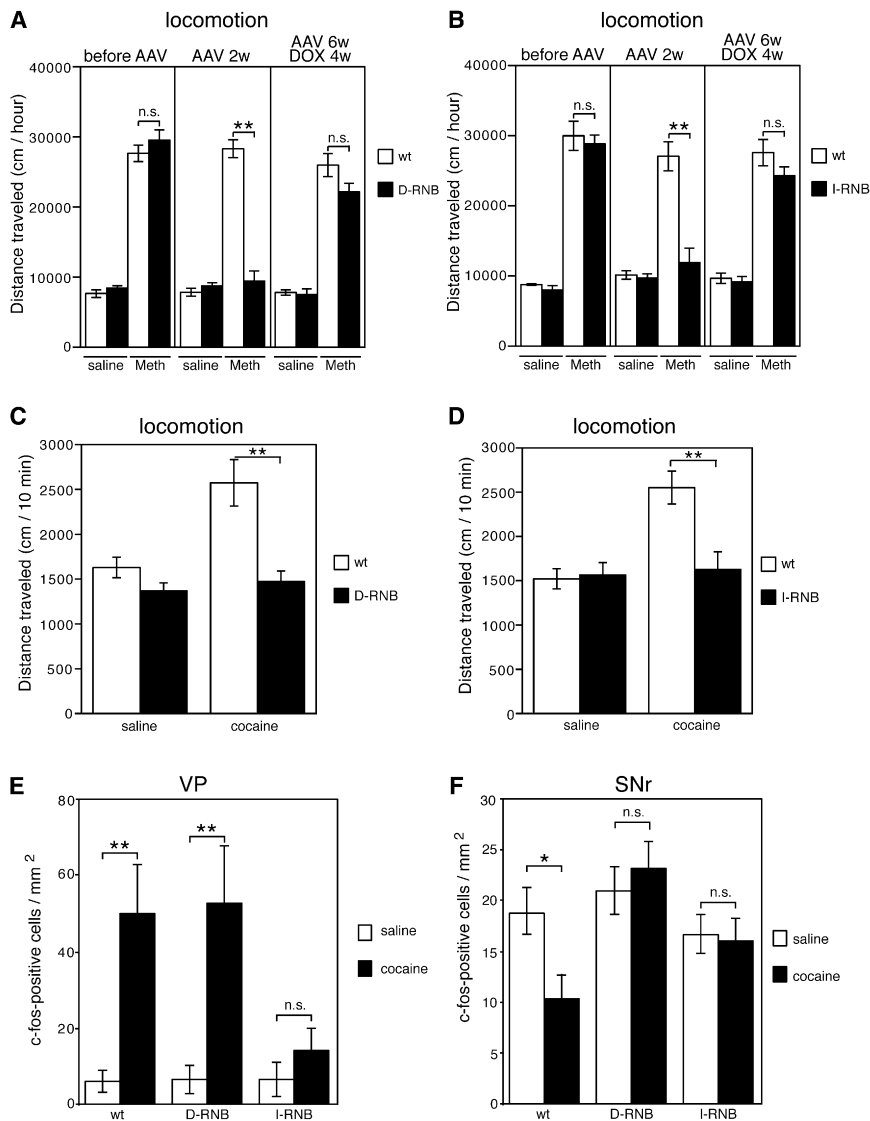 A
locomotion
before AAV
AAV 2w
AAV 6w
DOX 4w
Distance traveled (cm / hour)
40000
30000
20000
10000
0
n.s.
**
n.s.
wt
D-RNB
saline
Meth
saline
Meth
saline
Meth
B
locomotion
before AAV
AAV 2w
AAV 6w
DOX 4w
Distance traveled (cm / hour)
40000
30000
20000
10000
0
n.s.
**
n.s.
wt
I-RNB
saline
Meth
saline
Meth
saline
Meth
C
locomotion
Distance traveled (cm / 10 min)
3000
2500
2000
1500
1000
500
0
**
wt
D-RNB
saline
cocaine
D
locomotion
Distance traveled (cm / 10 min)
3000
2500
2000
1500
1000
500
0
**
wt
I-RNB
saline
cocaine
E
VP
c-fos-positive cells / mm 2
80
60
40
20
0
**
**
n.s.
saline
cocaine
wt
D-RNB
I-RNB
F
SNr
c-fos-positive cells / mm 2
30
25
20
15
10
5
0
*
n.s.
n.s.
saline
cocaine
wt
D-RNB
I-RNB